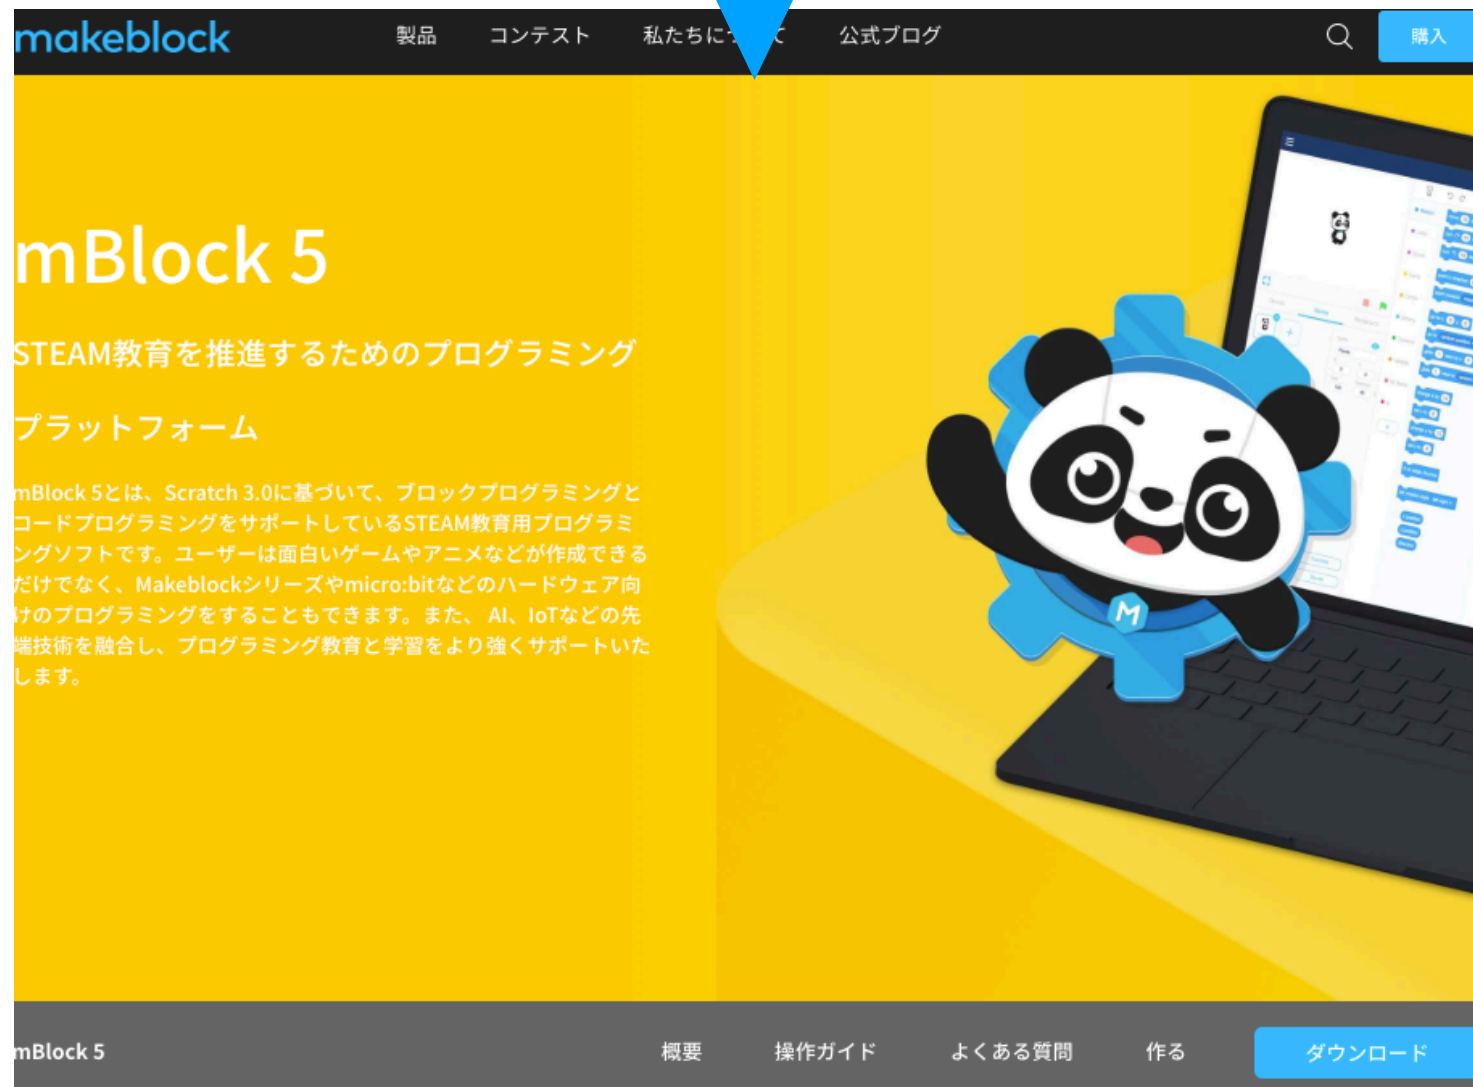 makeblock
製品 コンテスト 私たちについて 公式ブログ
購入
mBlock 5
STEAM教育を推進するためのプログラミング
プラットフォーム
mBlock 5とは、Scratch 3.0に基づいて、ブロックプログラミングと
コードプログラミングをサポートしているSTEAM教育用プログラミ
ングソフトです。ユーザーは面白いゲームやアニメなどが作成できる
だけでなく、Makeblockシリーズやmicro:bitなどのハードウェア向
けのプログラミングをすることもできます。また、 AI、IoTなどの先
端技術を融合し、プログラミング教育と学習をより強くサポートいた
します。
M
mBlock 5
概要 操作ガイド よくある質問 作る ダウンロード